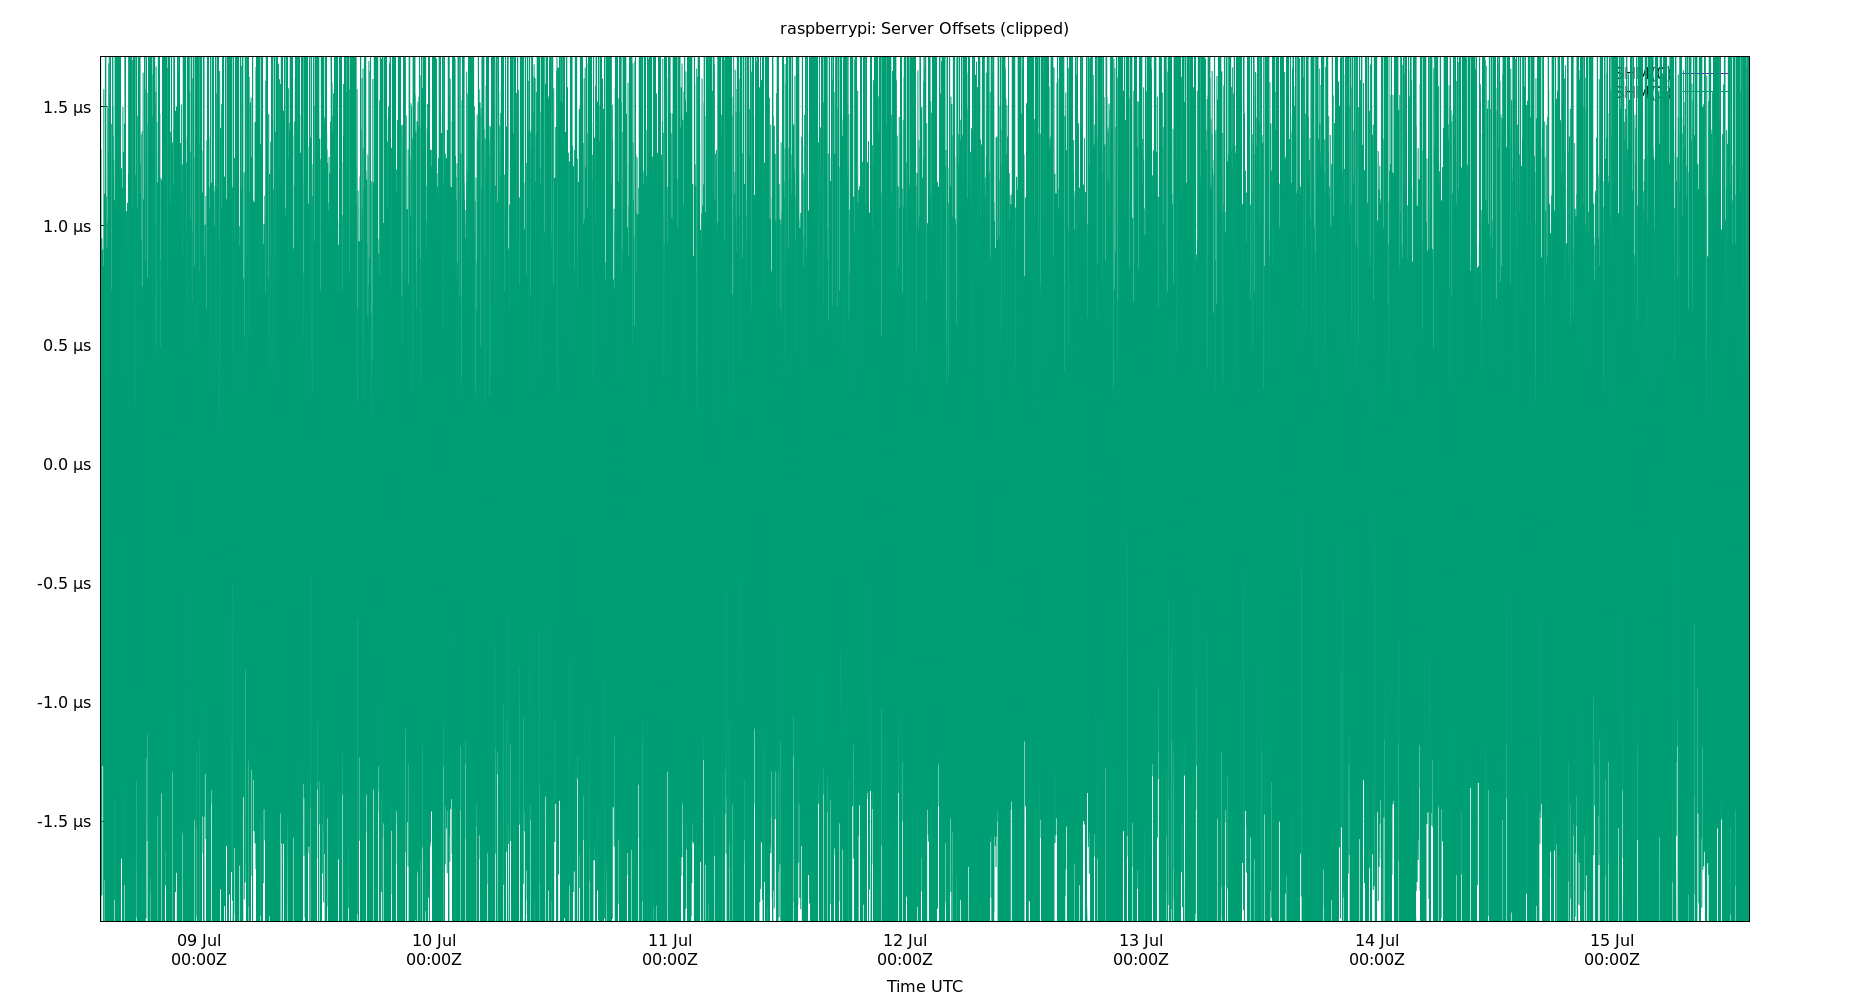 raspberrypi: Server Offsets (clipped)
SHM(0)
1.5 µs
1.0 µs
0.5 µs
0.0 µs
-0.5 µs
-1.0 µs
-1.5 µs
09 Jul 10 Jul 11 Jul 12 Jul 13 Jul 14 Jul 15 Jul
00:00Z 00:00Z 00:00Z 00:00Z 00:00Z 00:00Z 00:00Z
Time UTC